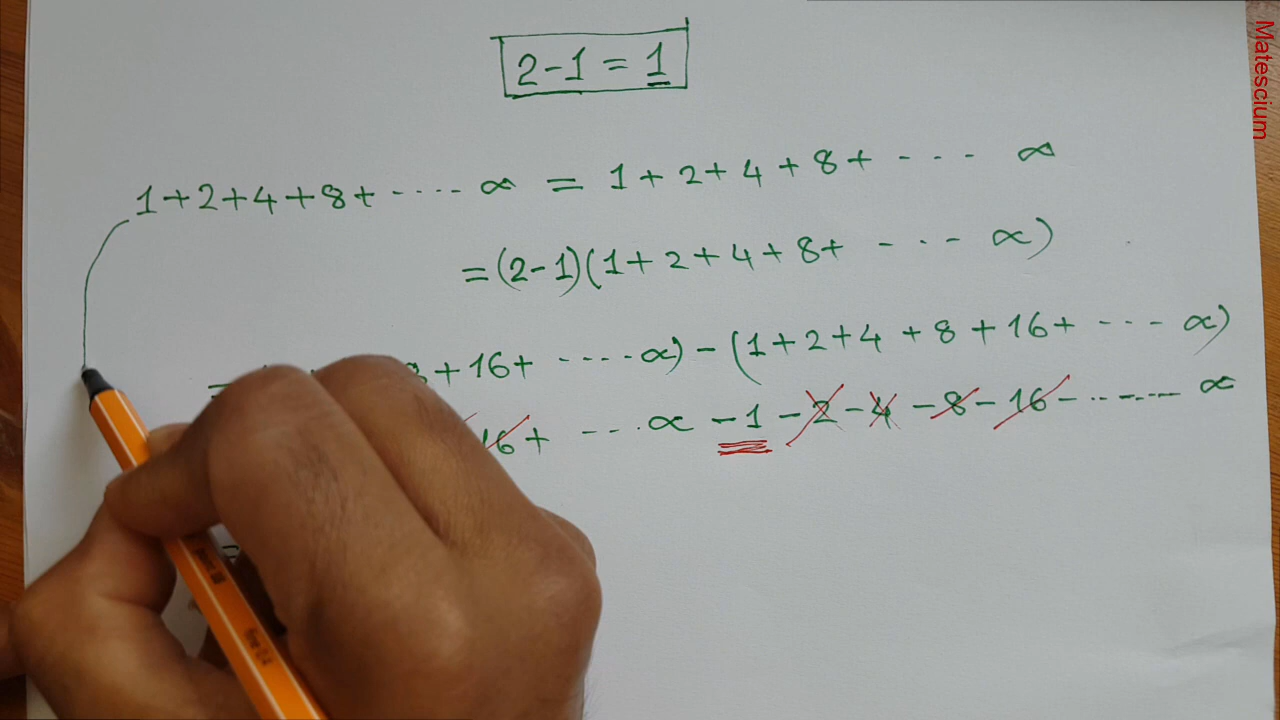 2-1 = 1
1+2+4+8+ ····· ∝ = 1+2+4+8+ ---- ∝
=(2-1)(1+2+4+8+ ---- ∝)
= 8+16+ ·····∝)-(1+2+4+8+16+ ---- ∝)
16+ ----∝ -1-2-4-8-16-------- ∝
Matescium